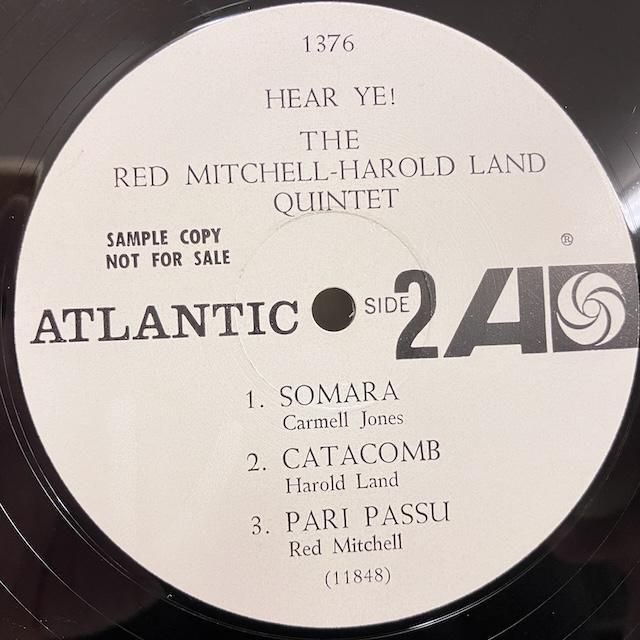 1376
HEAR YE!
THE
RED MITCHELL-HAROLD LAND
QUINTET
SAMPLE COPY
NOT FOR SALE
®
ATLANTIC SIDE 2 A
1. SOMARA
Carmell Jones
2. CATACOMB
Harold Land
3. PARI PASSU
Red Mitchell
(11848)